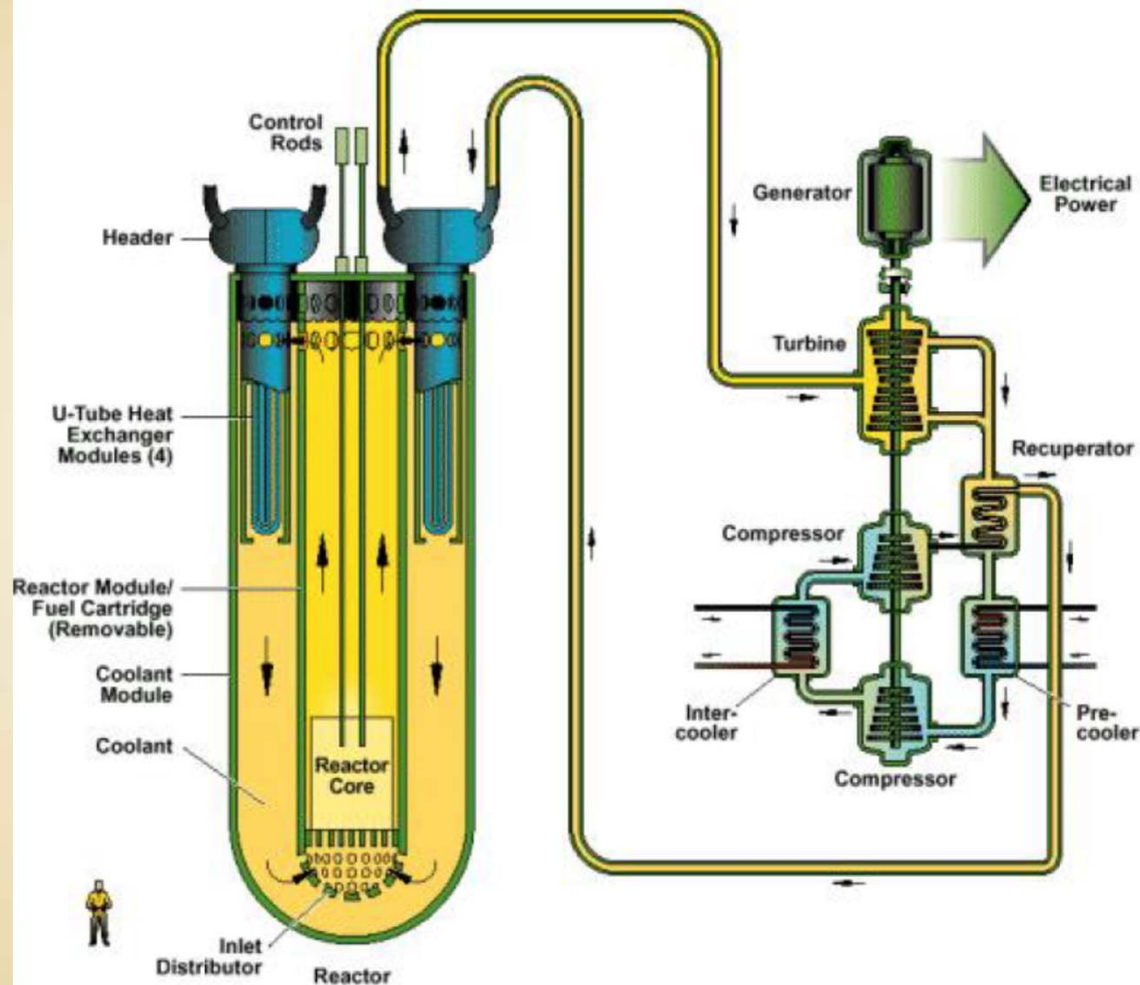 Control
Rods
Header
U-Tube Heat
Exchanger
Modules (4)
Reactor Module/
Fuel Cartridge
(Removable)
Coolant
Module
Coolant
Reactor
Core
Inlet
Distributor
Reactor
Generator
Electrical
Power
Turbine
Recuperator
Compressor
Inter-
cooler
Pre-
cooler
Compressor